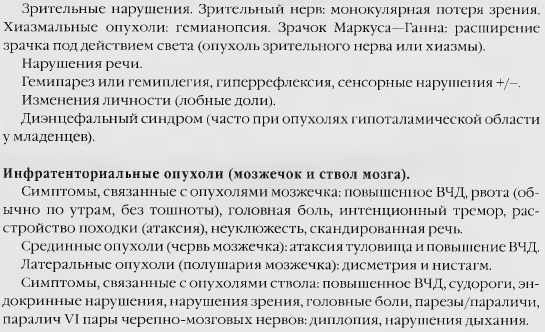 Зрительные нарушения. Зрительный нерв: монокулярная потеря зрения.
Хиазмальные опухоли: гемианопсия. Зрачок Маркуса—Ганна: расширение
зрачка под действием света (опухоль зрительного нерва или хиазмы).
Нарушения речи.
Гемипарез или гемиплегия, гиперрефлексия, сенсорные нарушения +/–.
Изменения личности (лобные доли).
Диэнцефальный синдром (часто при опухолях гипоталамической области
у младенцев).
Инфратенториальные опухоли (мозжечок и ствол мозга).
Симптомы, связанные с опухолями мозжечка: повышенное ВЧД, рвота (обычно
по утрам, без тошноты), головная боль, интенционный тремор, рас-
стройство походки (атаксия), неуклюжесть, скандированная речь.
Срединные опухоли (червь мозжечка): атаксия туловища и повышение ВЧД.
Латеральные опухоли (полушария мозжечка): дисметрия и нистагм.
Симптомы, связанные с опухолями ствола: повышенное ВЧД, судороги, эн-
докринные нарушения, нарушения зрения, головные боли, парезы/параличи,
паралич VI пары черепно-мозговых нервов: диплопия, нарушения дыхания.